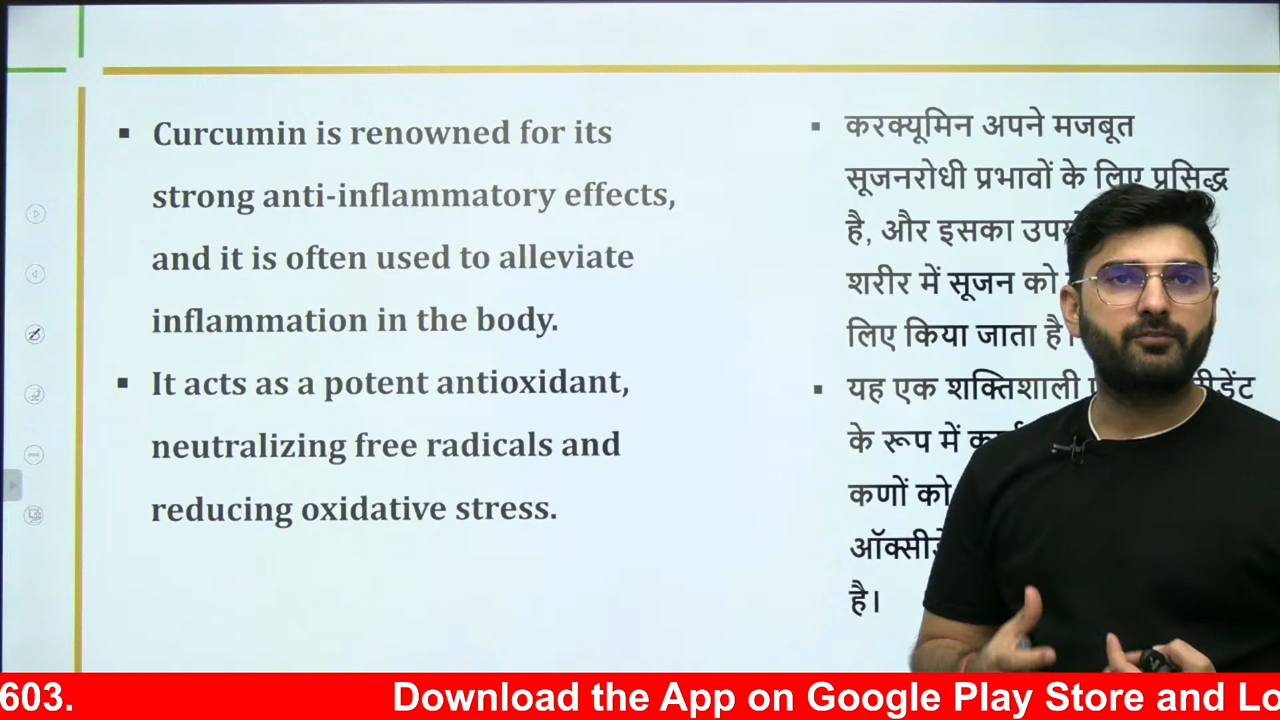 Curcumin is renowned for its
strong anti-inflammatory effects,
and it is often used to alleviate
inflammation in the body.
It acts as a potent antioxidant,
neutralizing free radicals and
reducing oxidative stress.
करक्यूमिन अपने मजबूत
सूजनरोधी प्रभावों के लिए प्रसिद्ध
है, और इसका
शरीर में सूजन को
लिए किया जाता है।
यह एक शक्तिशाली
के रूप में
कणों को
है।
603.
Download the App on Google Play Store and